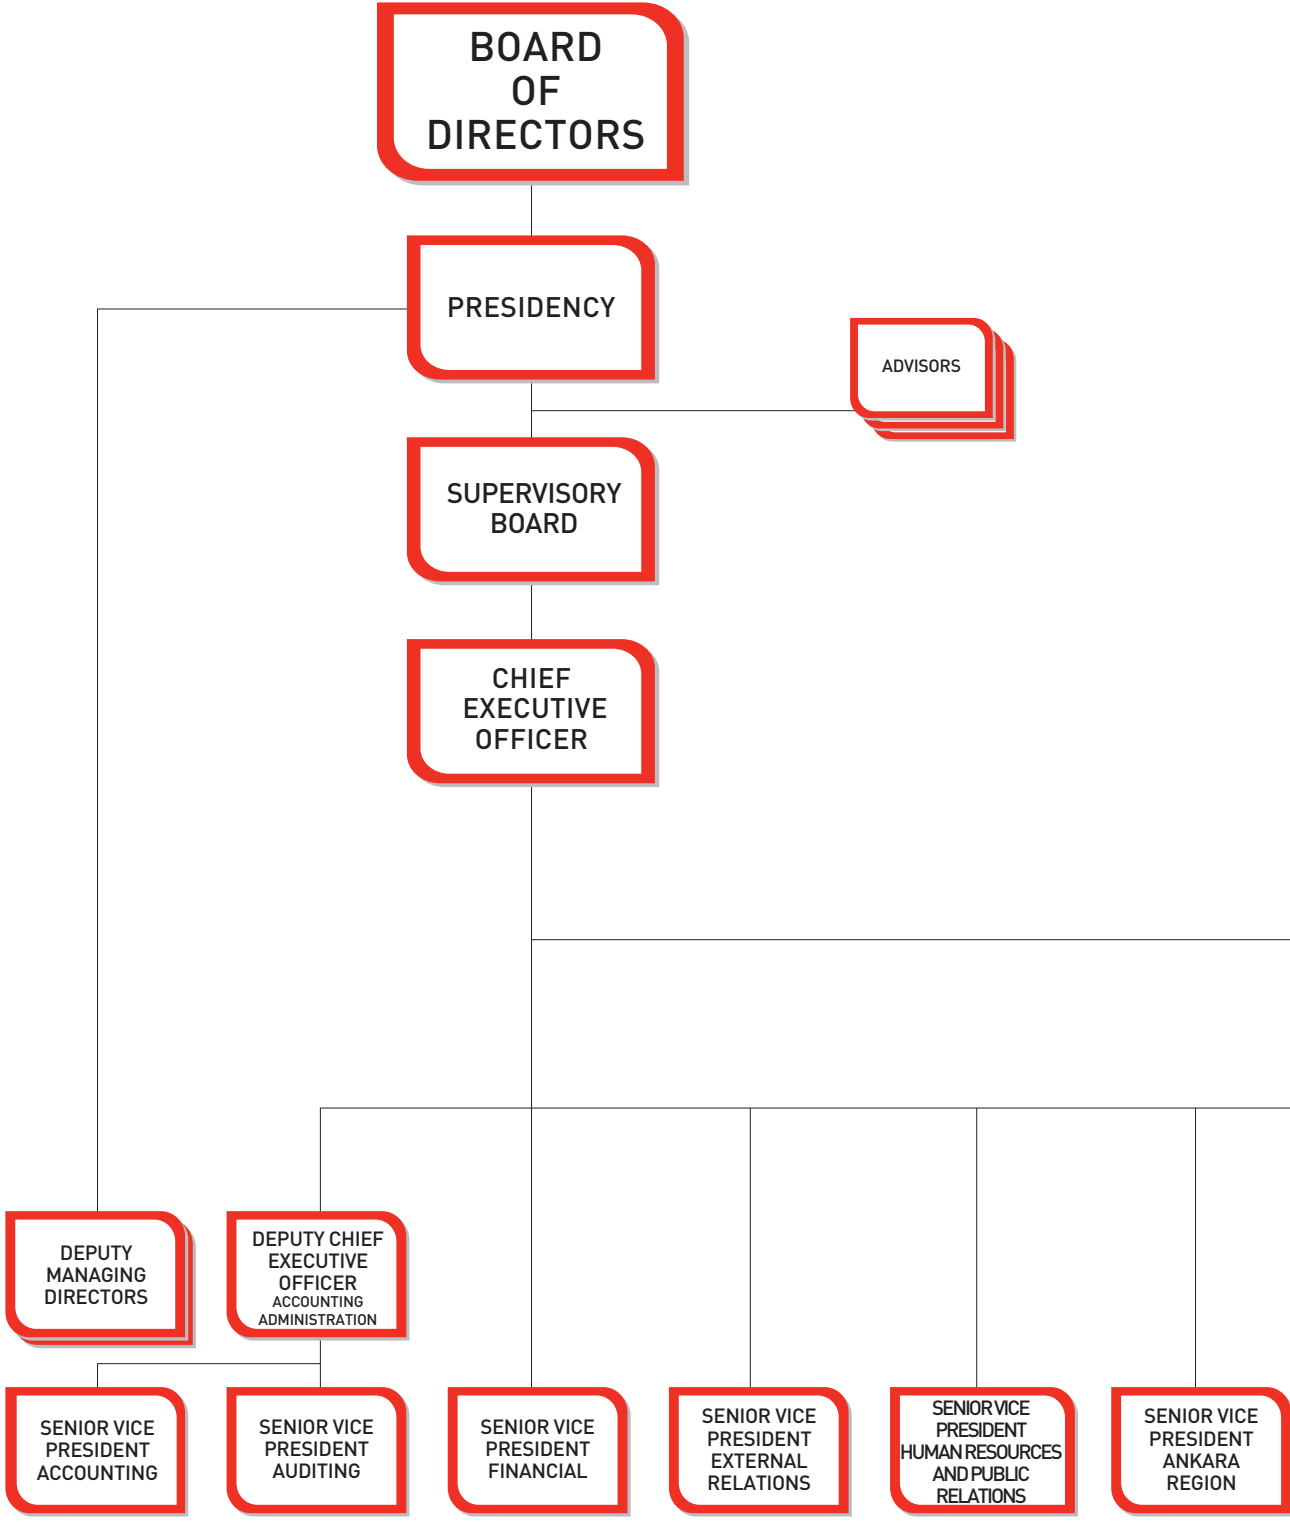 BOARD
OF
DIRECTORS
PRESIDENCY
ADVISORS
SUPERVISORY
BOARD
CHIEF
EXECUTIVE
OFFICER
DEPUTY
MANAGING
DIRECTORS
DEPUTY CHIEF
EXECUTIVE
OFFICER
ACCOUNTING
ADMINISTRATION
SENIOR VICE
PRESIDENT
ACCOUNTING
SENIOR VICE
PRESIDENT
AUDITING
SENIOR VICE
PRESIDENT
FINANCIAL
SENIOR VICE
PRESIDENT
EXTERNAL
RELATIONS
SENIOR VICE
PRESIDENT
HUMAN RESOURCES
AND PUBLIC
RELATIONS
SENIOR VICE
PRESIDENT
ANKARA
REGION